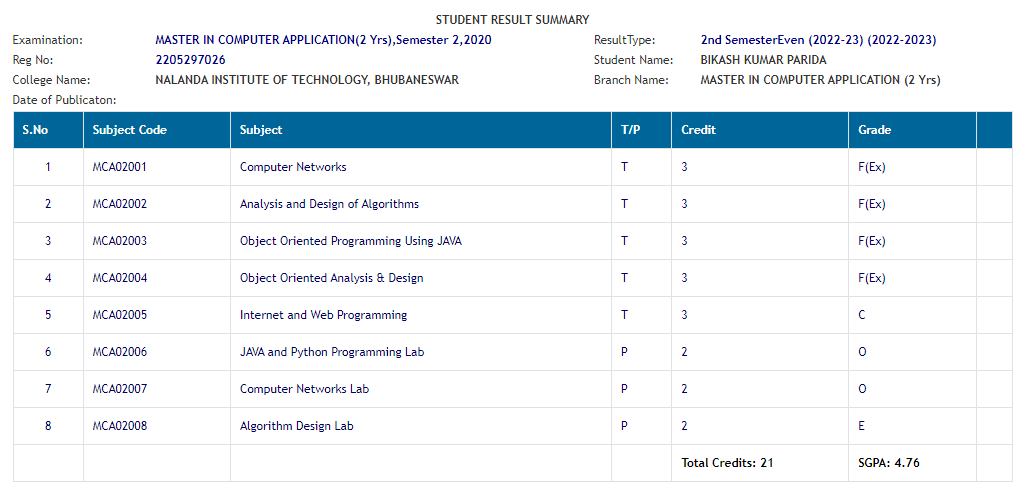 STUDENT RESULT SUMMARY
Examination: MASTER IN COMPUTER APPLICATION(2 Yrs),Semester 2,2020 ResultType: 2nd SemesterEven (2022-23) (2022-2023)
Reg No: 2205297026 Student Name: BIKASH KUMAR PARIDA
College Name: NALANDA INSTITUTE OF TECHNOLOGY, BHUBANESWAR Branch Name: MASTER IN COMPUTER APPLICATION (2 Yrs)
Date of Publicaton:
S.No Subject Code Subject T/P Credit Grade
1 MCA02001 Computer Networks T 3 F(Ex)
2 MCA02002 Analysis and Design of Algorithms T 3 F(Ex)
3 MCA02003 Object Oriented Programming Using JAVA T 3 F(Ex)
4 MCA02004 Object Oriented Analysis & Design T 3 F(Ex)
5 MCA02005 Internet and Web Programming T 3 C
6 MCA02006 JAVA and Python Programming Lab P 2 O
7 MCA02007 Computer Networks Lab P 2 O
8 MCA02008 Algorithm Design Lab P 2 E
Total Credits: 21 SGPA: 4.76